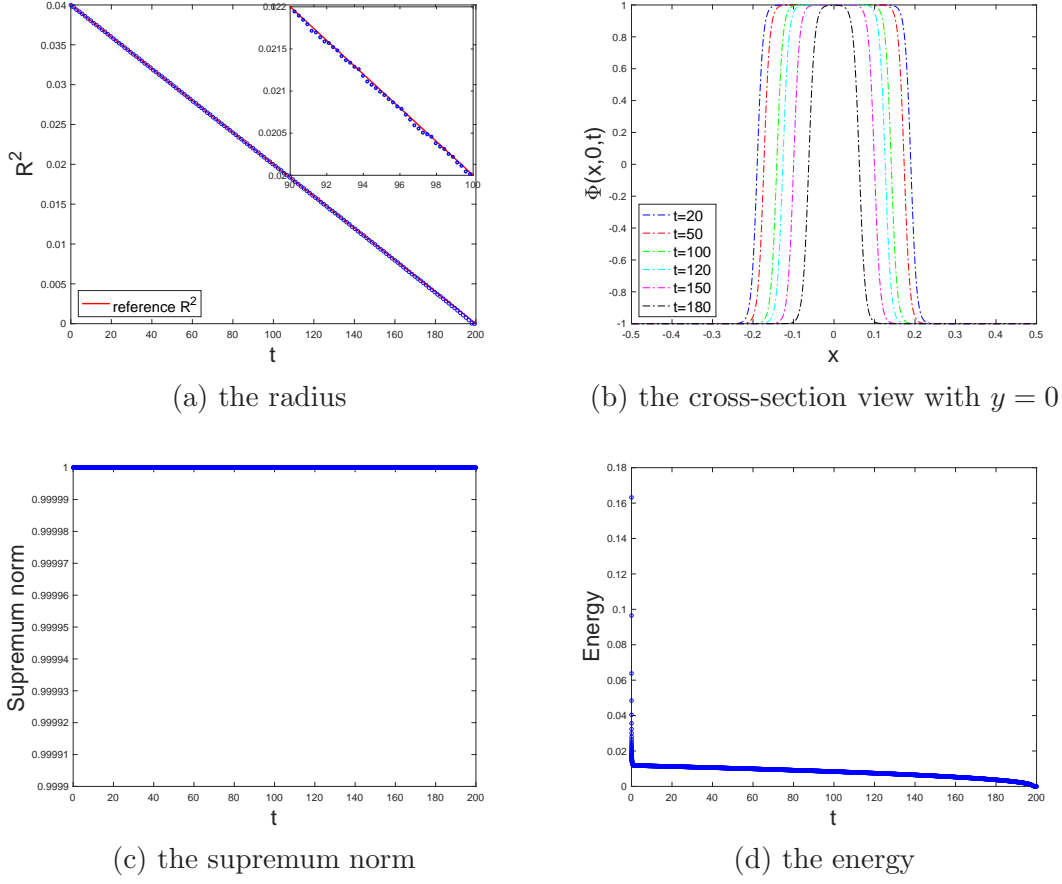 0.04
0.035
0.03
0.025
0.02
0.015
0.01
0.005
0
R²
0 20 40 60 80 100 120 140 160 180 200
t
reference R²
0.022
0.0215
0.021
0.0205
0.02
90 92 94 96 98 100
(a) the radius
1
0.8
0.6
0.4
0.2
0
-0.2
-0.4
-0.6
-0.8
-1
Φ(x,0,t)
t=20
t=50
t=100
t=120
t=150
t=180
-0.5 -0.4 -0.3 -0.2 -0.1 0 0.1 0.2 0.3 0.4 0.5
x
(b) the cross-section view with y = 0
1
0.99999
0.99998
0.99997
0.99996
0.99995
0.99994
0.99993
0.99992
0.99991
0.9999
Supremum norm
0 20 40 60 80 100 120 140 160 180 200
t
(c) the supremum norm
0.18
0.16
0.14
0.12
0.1
0.08
0.06
0.04
0.02
0
Energy
0 20 40 60 80 100 120 140 160 180 200
t
(d) the energy